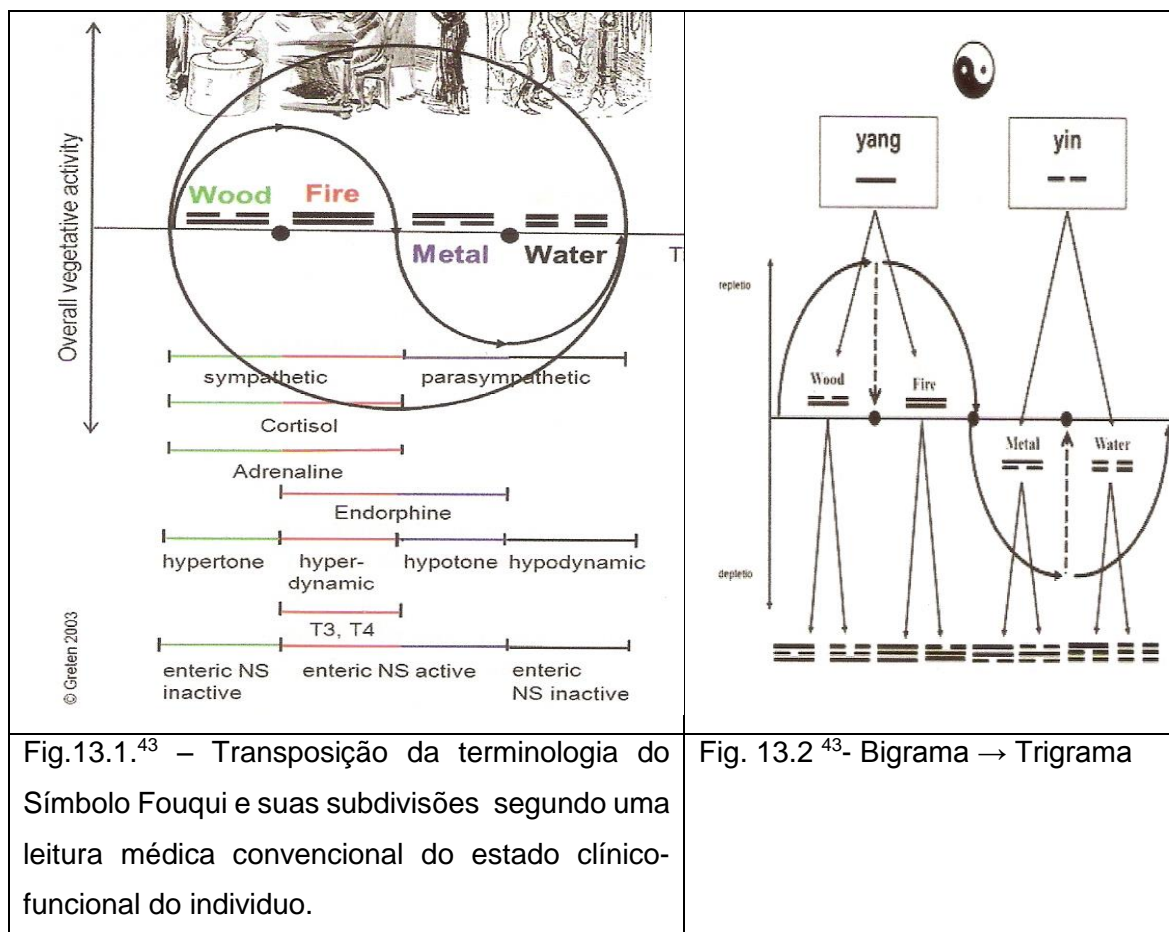 Overall vegetative activity
Wood Fire
Metal Water
T
sympathetic parasympathetic
Cortisol
Adrenaline
Endorphine
hypertone hyper- hypotone hypodynamic
dynamic
T3, T4
enteric NS enteric NS active enteric
inactive NS inactive
© Greten 2003
yang yin
repletio
Wood Fire
Metal Water
depletio
Fig.13.1.⁴³ – Transposição da terminologia do
Símbolo Fouqui e suas subdivisões segundo uma
leitura médica convencional do estado clínico-
funcional do individuo.
Fig. 13.2 ⁴³- Bigrama → Trigrama